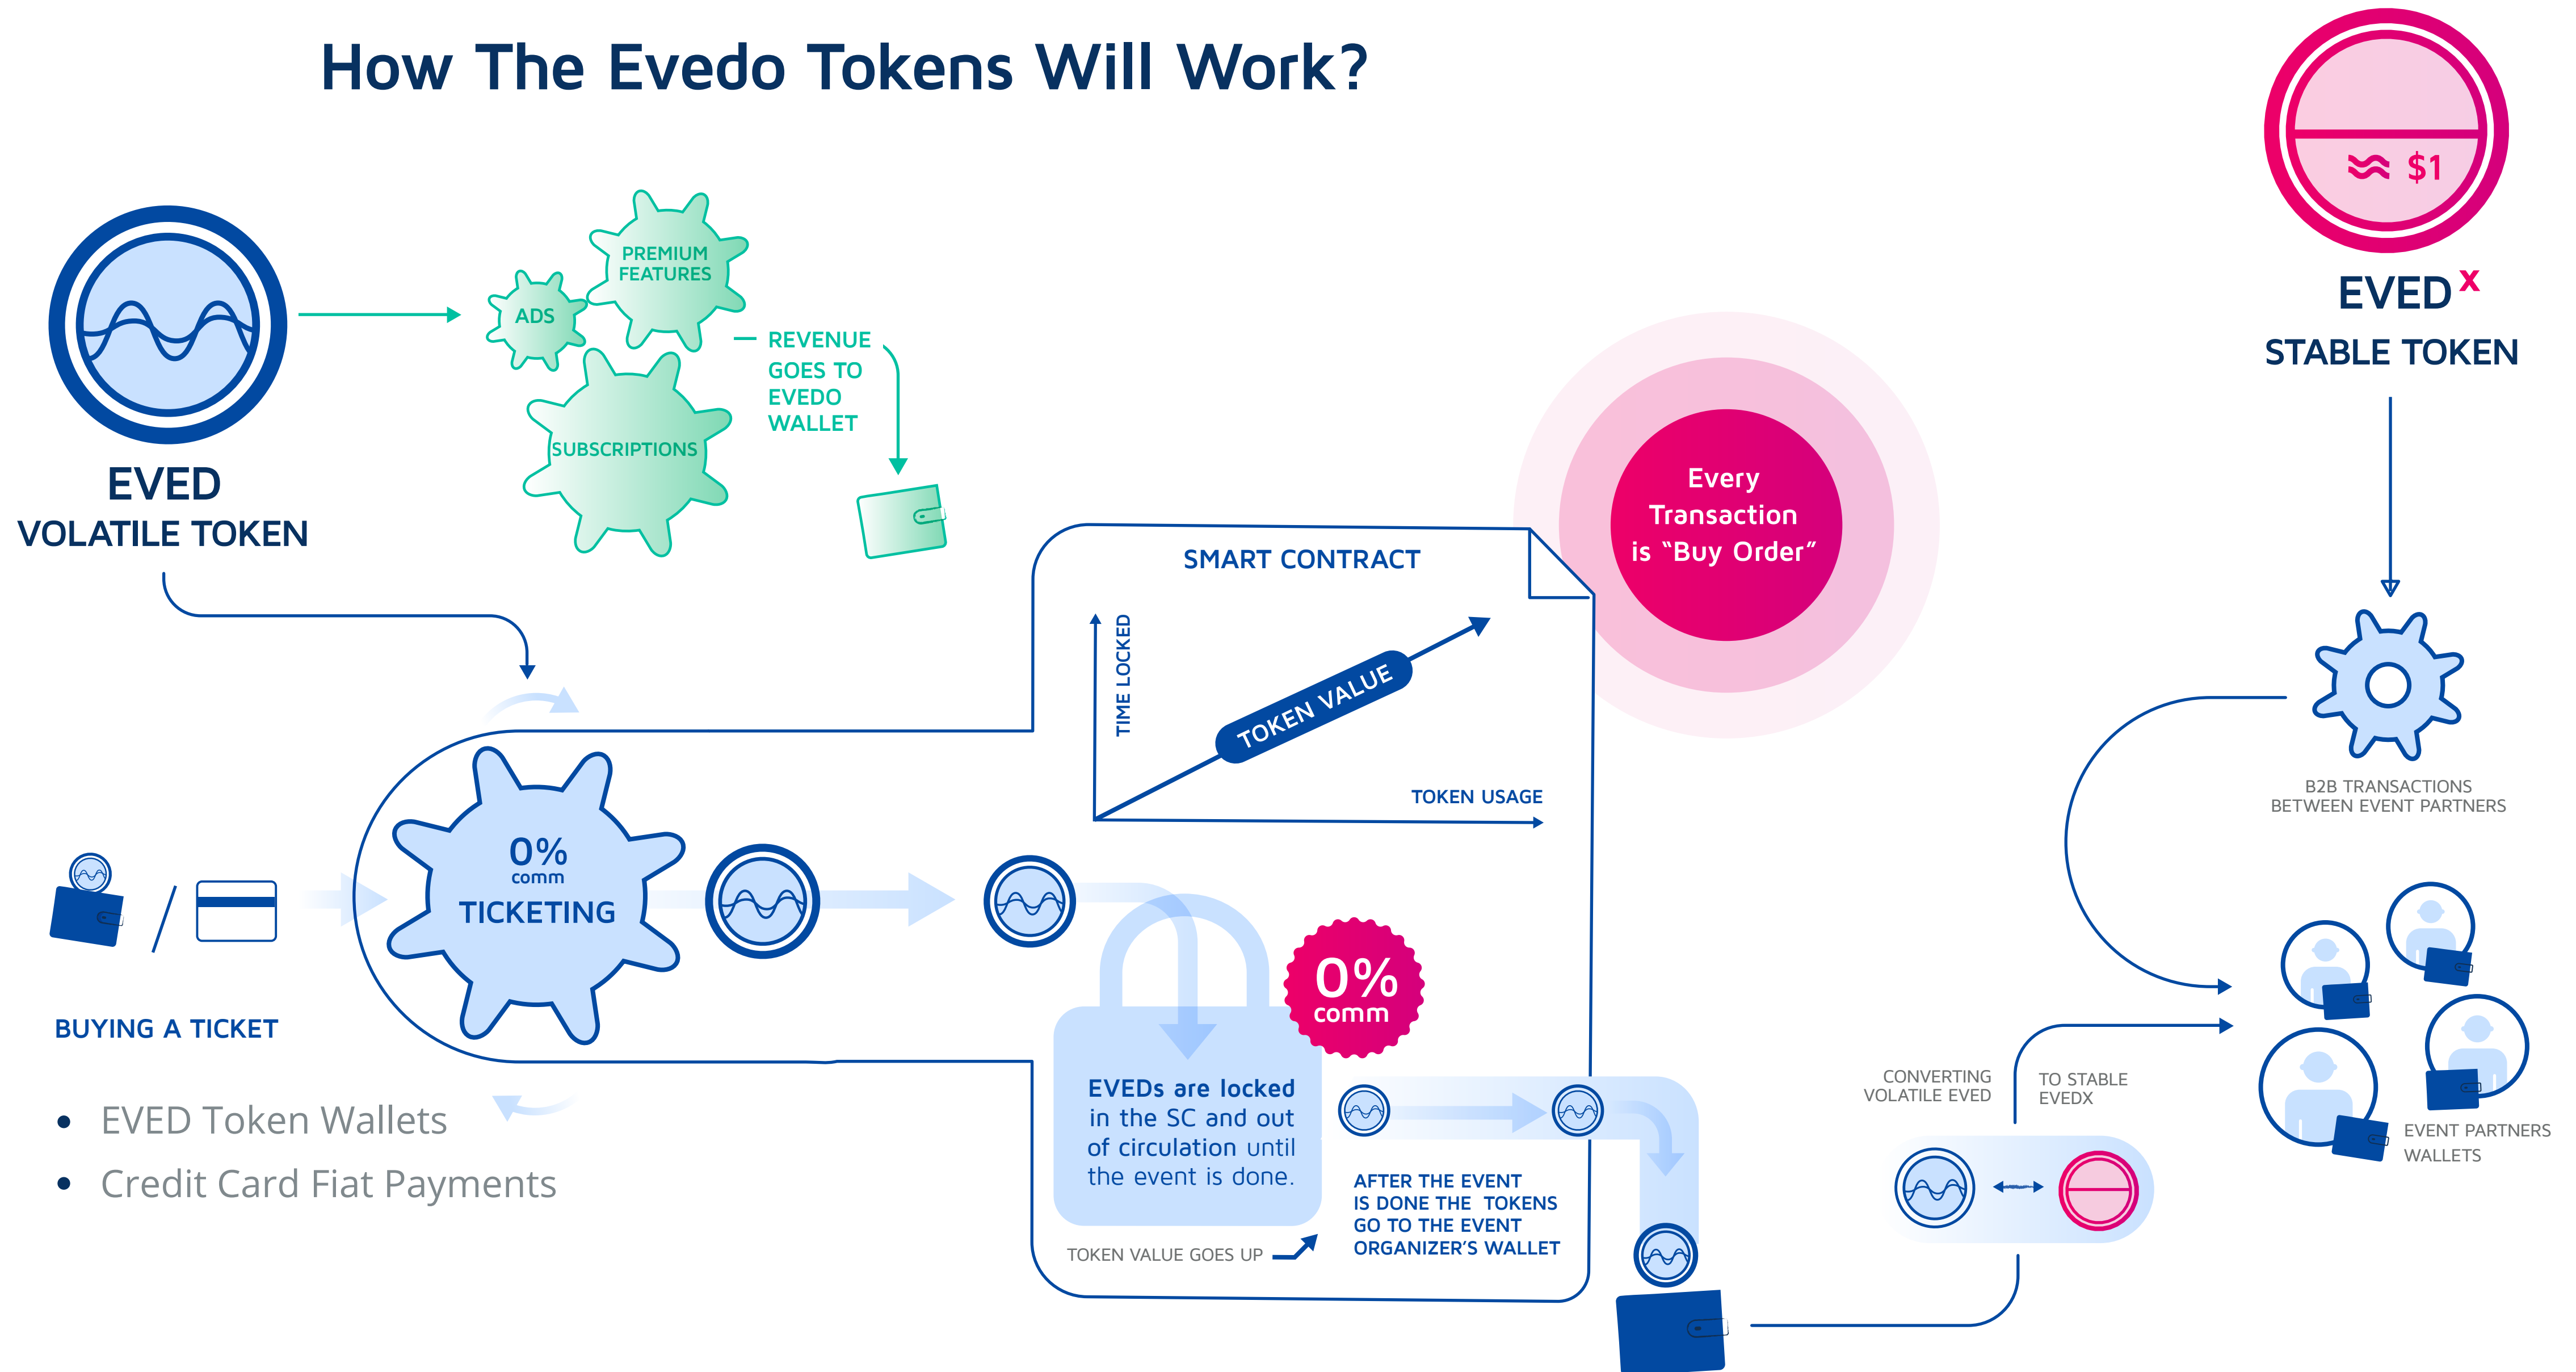 How The Evedo Tokens Will Work?
≈ $1
EVED x
STABLE TOKEN
EVED
VOLATILE TOKEN
ADS
PREMIUM
FEATURES
SUBSCRIPTIONS
REVENUE
GOES TO
EVEDO
WALLET
Every
Transaction
is “Buy Order”
SMART CONTRACT
TIME LOCKED
TOKEN VALUE
TOKEN USAGE
B2B TRANSACTIONS
BETWEEN EVENT PARTNERS
0%
comm
TICKETING
BUYING A TICKET
• EVED Token Wallets
• Credit Card Fiat Payments
0%
comm
EVEDs are locked
in the SC and out
of circulation until
the event is done.
TOKEN VALUE GOES UP
AFTER THE EVENT
IS DONE THE TOKENS
GO TO THE EVENT
ORGANIZER’S WALLET
CONVERTING
VOLATILE EVED
TO STABLE
EVEDX
EVENT PARTNERS
WALLETS